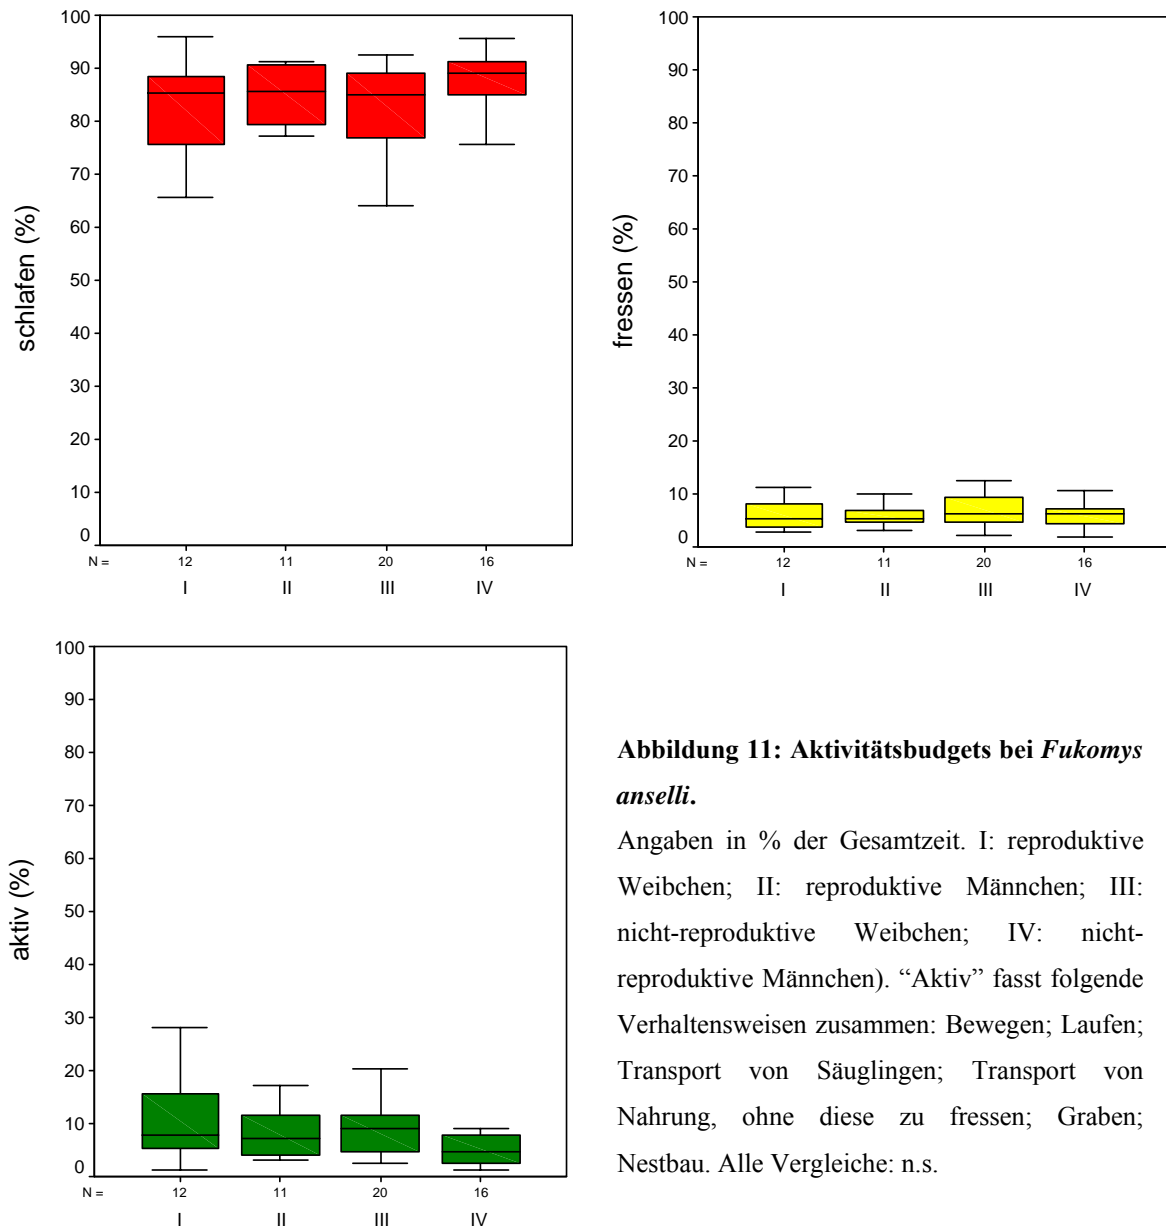 100
90
80
70
60
50
40
30
20
10
0
schlafen (%)
N = 12 11 20 16
I II III IV
100
90
80
70
60
50
40
30
20
10
0
fressen (%)
N = 12 11 20 16
I II III IV
100
90
80
70
60
50
40
30
20
10
0
aktiv (%)
N = 12 11 20 16
I II III IV
Abbildung 11: Aktivitätsbudgets bei Fukomys
anselli.
Angaben in % der Gesamtzeit. I: reproduktive
Weibchen; II: reproduktive Männchen; III:
nicht-reproduktive Weibchen; IV: nicht-
reproduktive Männchen). “Aktiv” fasst folgende
Verhaltensweisen zusammen: Bewegen; Laufen;
Transport von Säuglingen; Transport von
Nahrung, ohne diese zu fressen; Graben;
Nestbau. Alle Vergleiche: n.s.